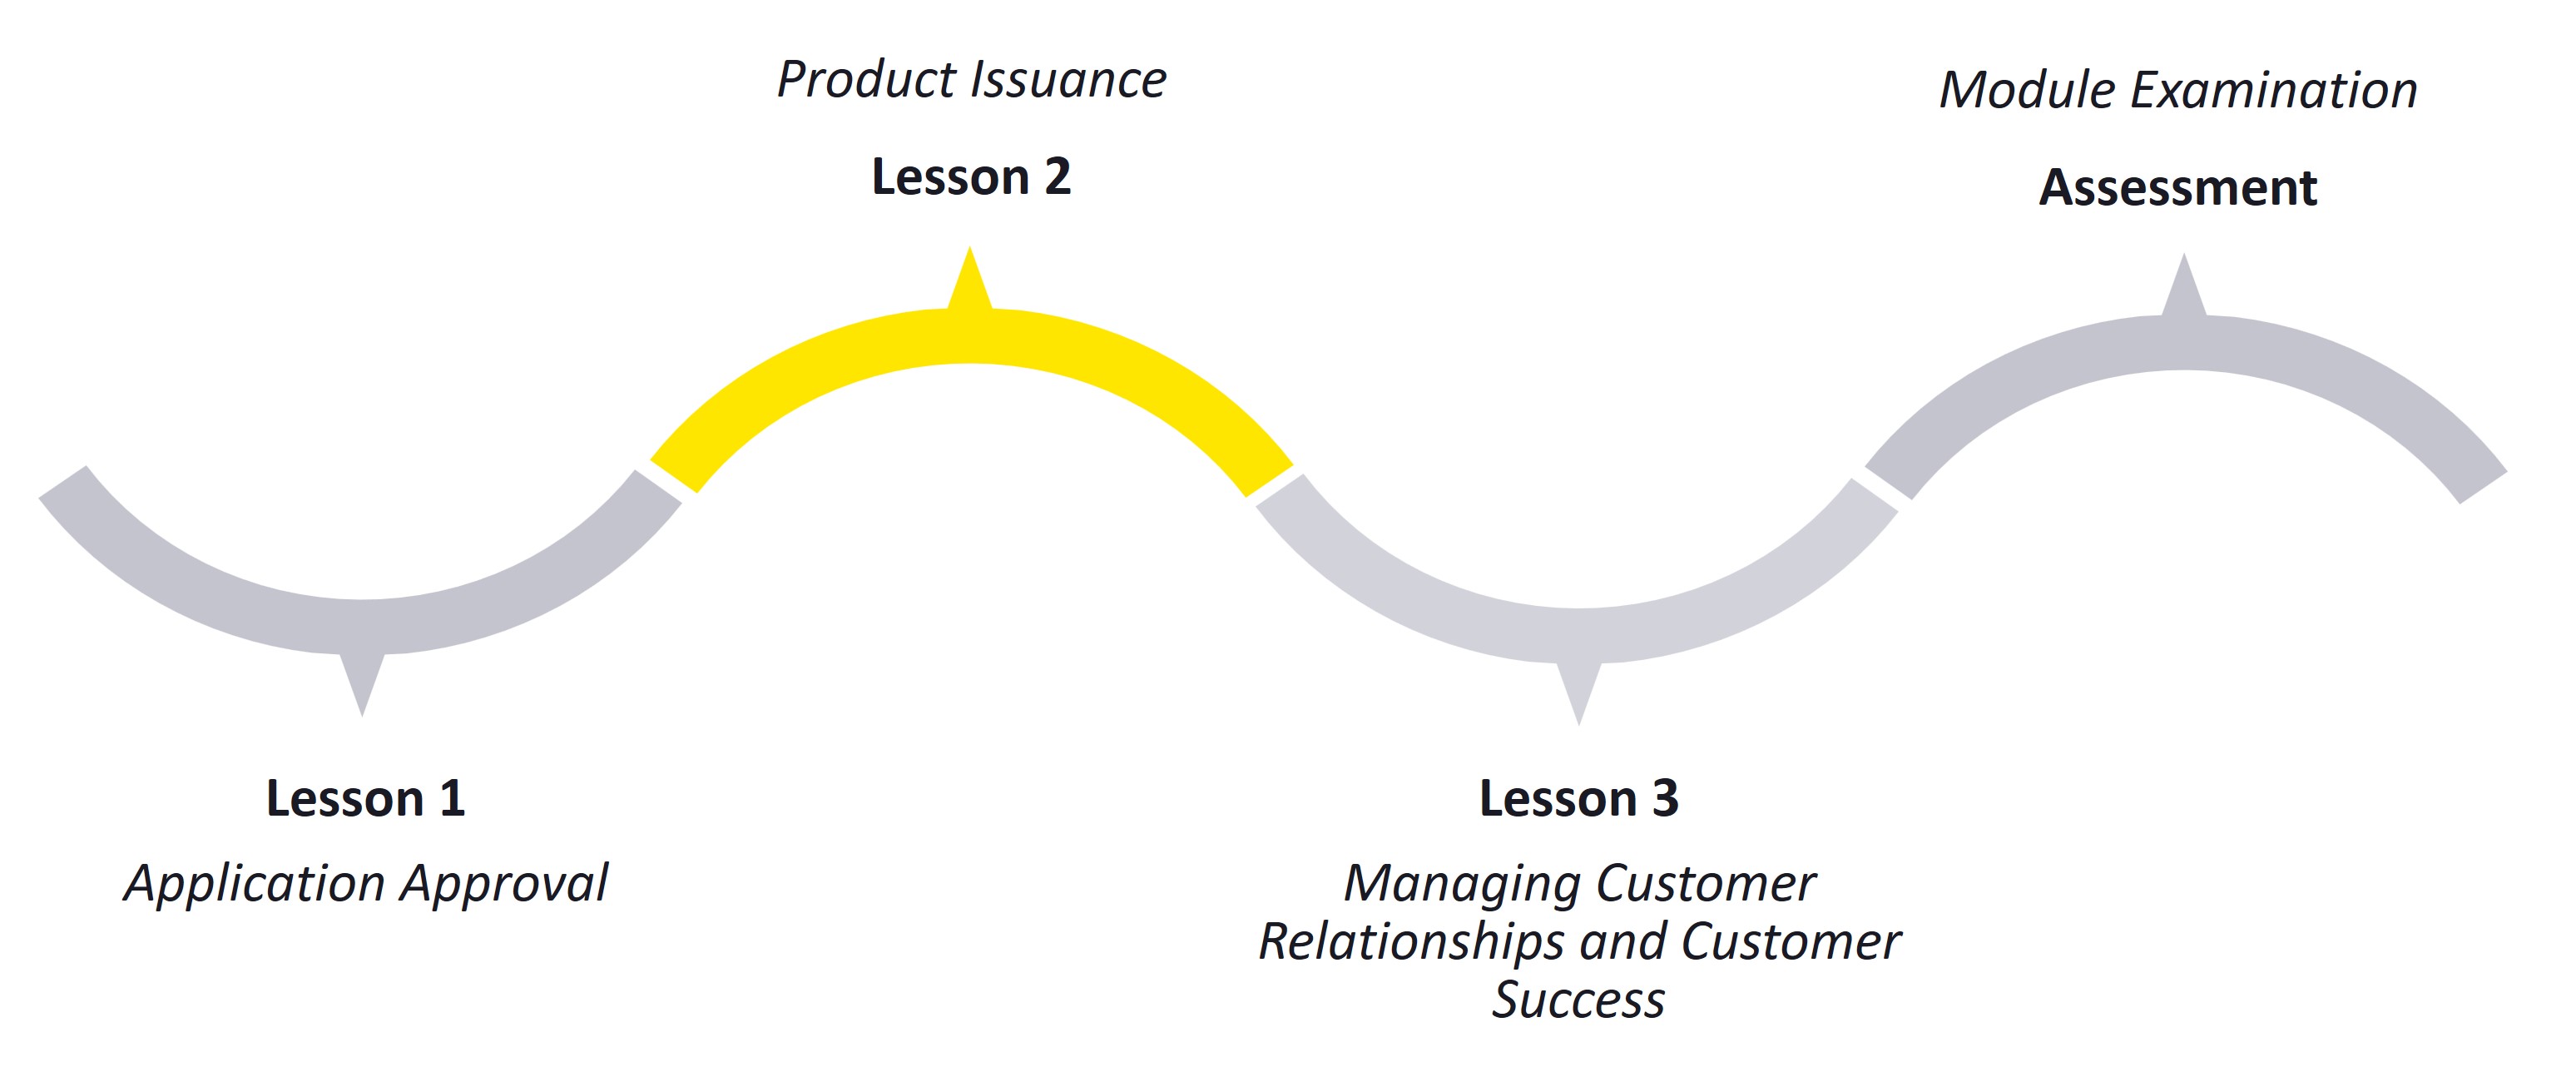 Product Issuance
Lesson 2
Module Examination
Assessment
Lesson 1
Application Approval
Lesson 3
Managing Customer
Relationships and Customer
Success